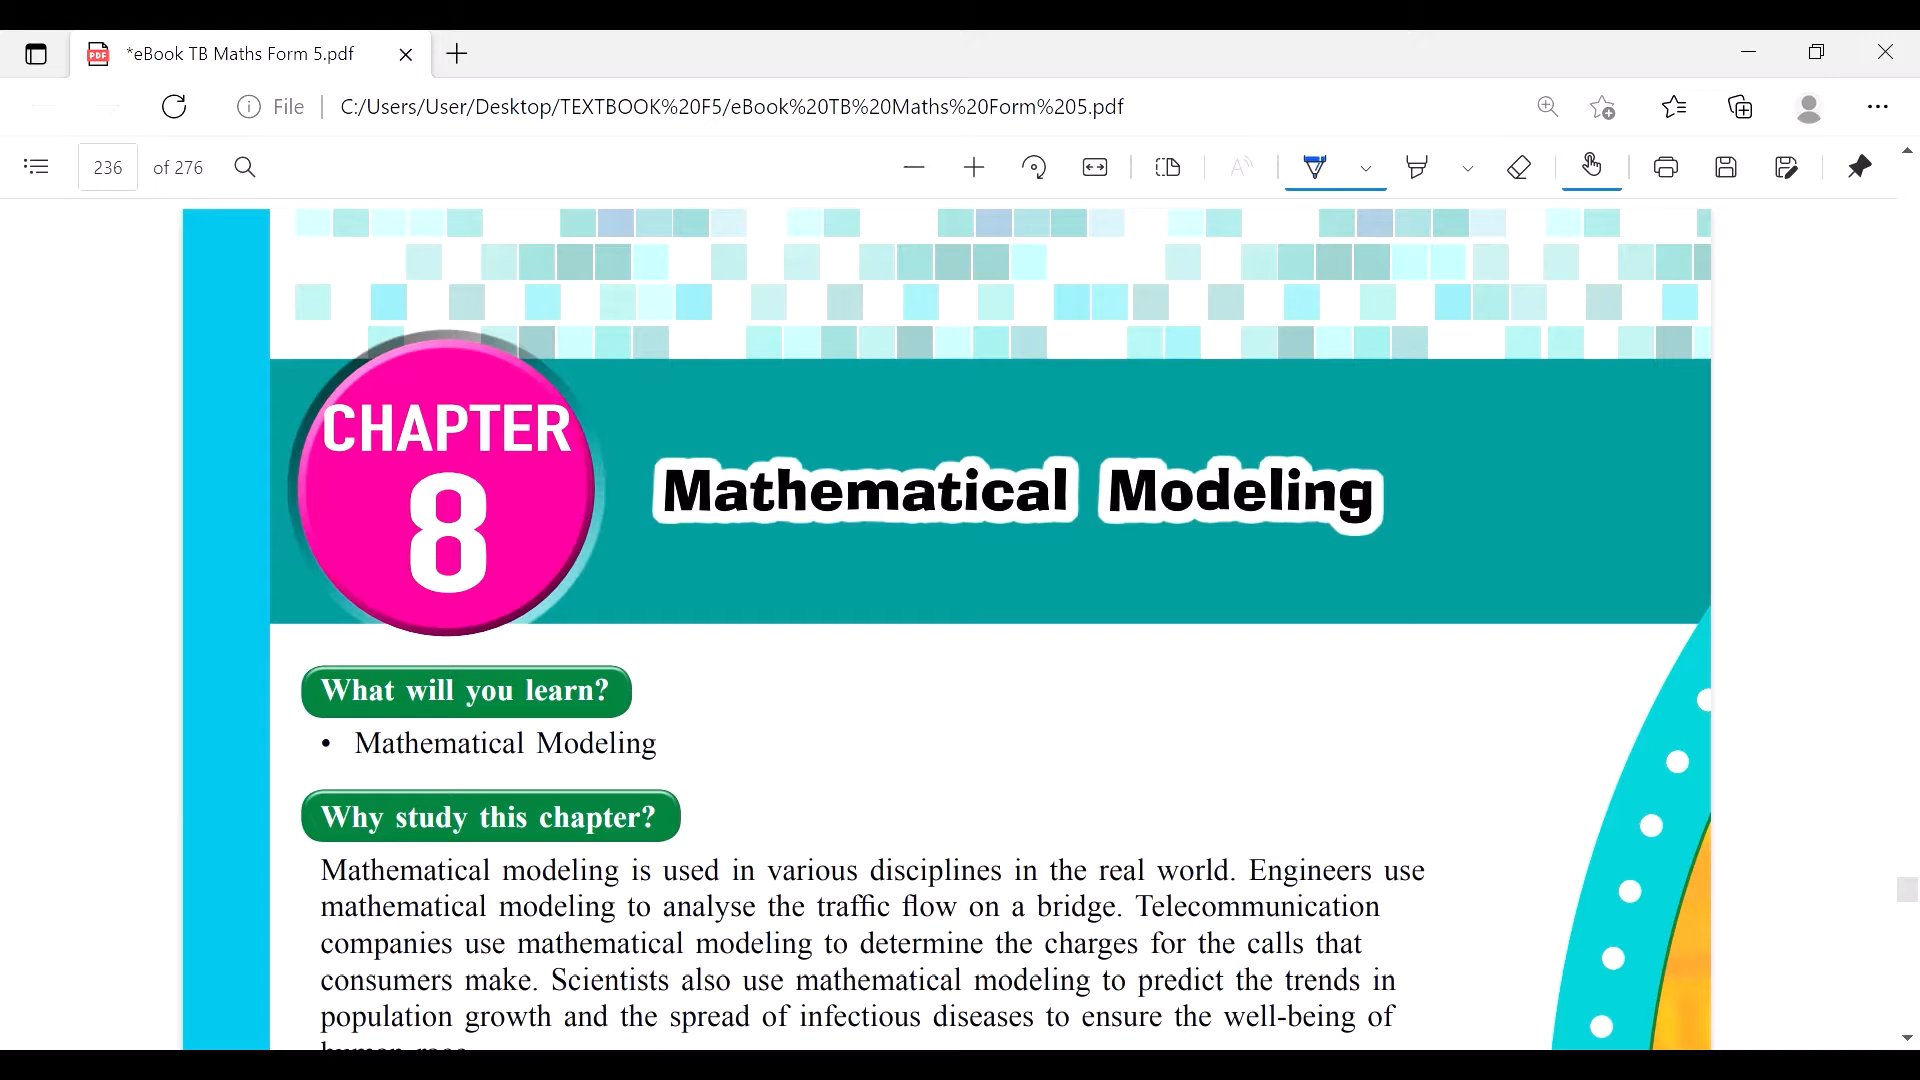 *eBook TB Maths Form 5.pdf
File C:/Users/User/Desktop/TEXTBOOK%20F5/eBook%20TB%20Maths%20Form%205.pdf
236 of 276
CHAPTER
8
Mathematical Modeling
What will you learn?
• Mathematical Modeling
Why study this chapter?
Mathematical modeling is used in various disciplines in the real world. Engineers use
mathematical modeling to analyse the traffic flow on a bridge. Telecommunication
companies use mathematical modeling to determine the charges for the calls that
consumers make. Scientists also use mathematical modeling to predict the trends in
population growth and the spread of infectious diseases to ensure the well-being of